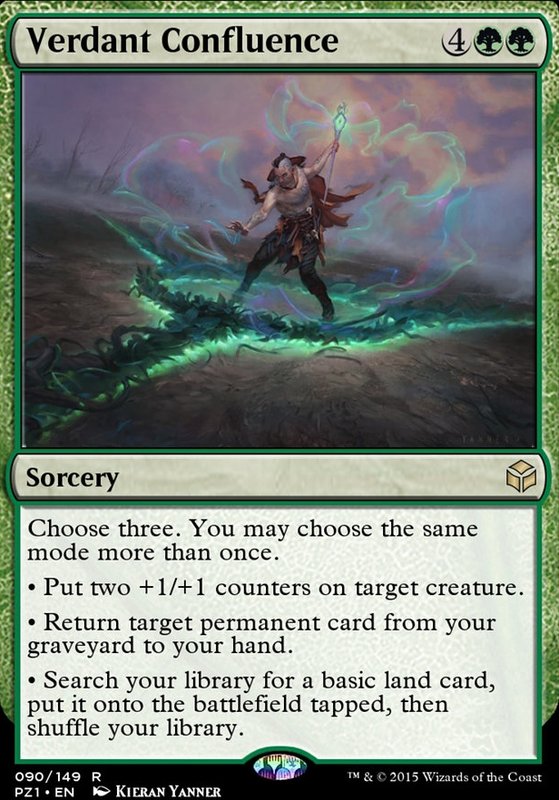 Verdant Confluence 4
YANNER
Sorcery
Choose three. You may choose the same
mode more than once.
• Put two +1/+1 counters on target creature.
• Return target permanent card from your
graveyard to your hand.
• Search your library for a basic land card,
put it onto the battlefield tapped, then
shuffle your library.
090/149 R
PZ1 • EN KIERAN YANNER
™ & © 2015 Wizards of the Coast